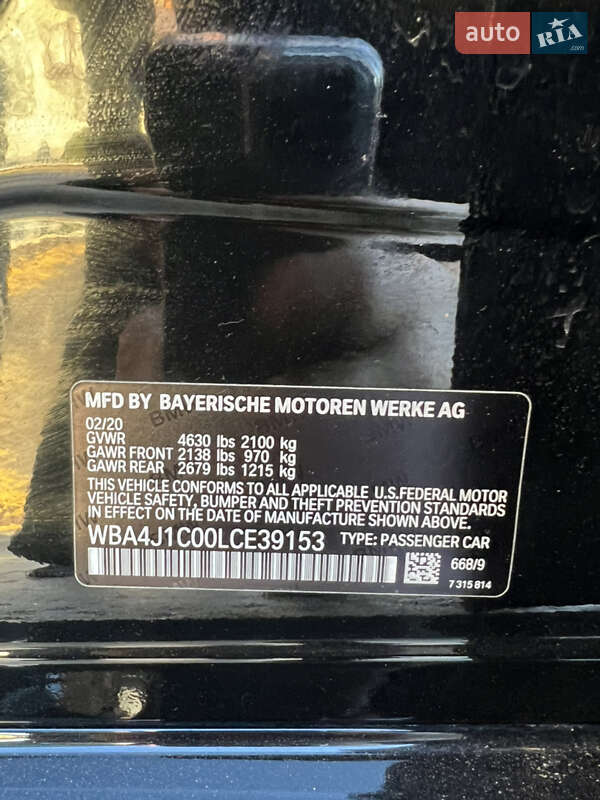 auto RIA .com
MFD BY BAYERISCHE MOTOREN WERKE AG
02/20
GVWR 4630 lbs 2100 kg
GAWR FRONT 2138 lbs 970 kg
GAWR REAR 2679 lbs 1215 kg
THIS VEHICLE CONFORMS TO ALL APPLICABLE U.S.FEDERAL MOTOR
VEHICLE SAFETY, BUMPER AND THEFT PREVENTION STANDARDS
IN EFFECT ON THE DATE OF MANUFACTURE SHOWN ABOVE.
WBA4J1C00LCE39153 TYPE: PASSENGER CAR
668/9
7 315 814